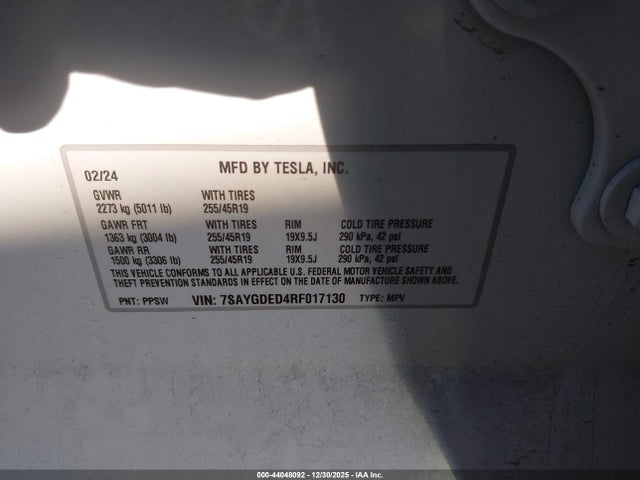 02/24 MFD BY TESLA, INC.
GVWR WITH TIRES
2273 kg (5011 lb) 255/45R19
GAWR FRT WITH TIRES RIM COLD TIRE PRESSURE
1363 kg (3004 lb) 255/45R19 19X9.5J 290 kPa, 42 psi
GAWR RR WITH TIRES RIM COLD TIRE PRESSURE
1500 kg (3306 lb) 255/45R19 19X9.5J 290 kPa, 42 psi
THIS VEHICLE CONFORMS TO ALL APPLICABLE U.S. FEDERAL MOTOR VEHICLE SAFETY AND
THEFT PREVENTION STANDARDS IN EFFECT ON THE DATE OF MANUFACTURE SHOWN ABOVE.
PNT: PPSW VIN: 7SAYGDED4RF017130 TYPE: MPV
000-44048092 - 12/30/2025 - IAA Inc.